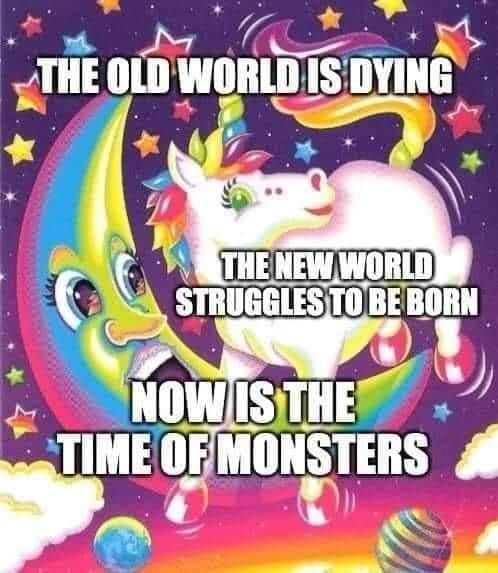 THE OLD WORLD IS DYING
THE NEW WORLD
STRUGGLES TO BE BORN
NOW IS THE
TIME OF MONSTERS